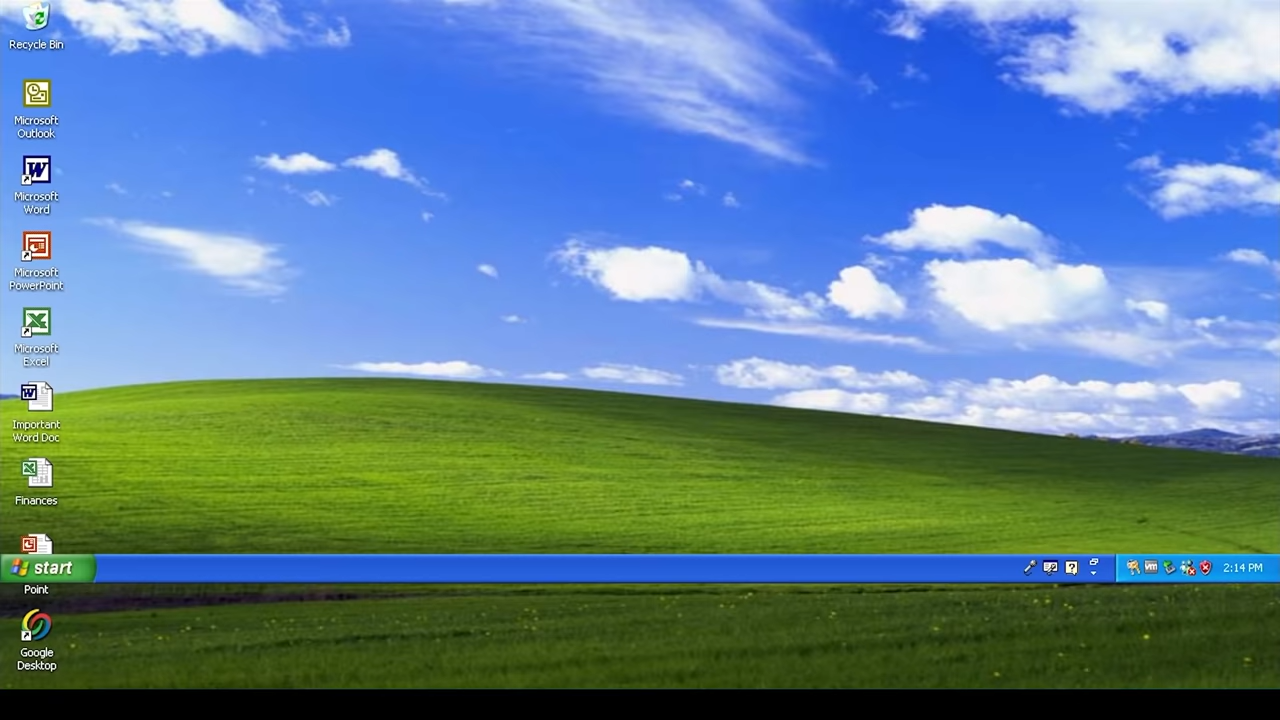 Recycle Bin
Microsoft
Outlook
Microsoft
Word
Microsoft
PowerPoint
Microsoft
Excel
Important
Word Doc
Finances
start
2:14 PM
Point
Google
Desktop